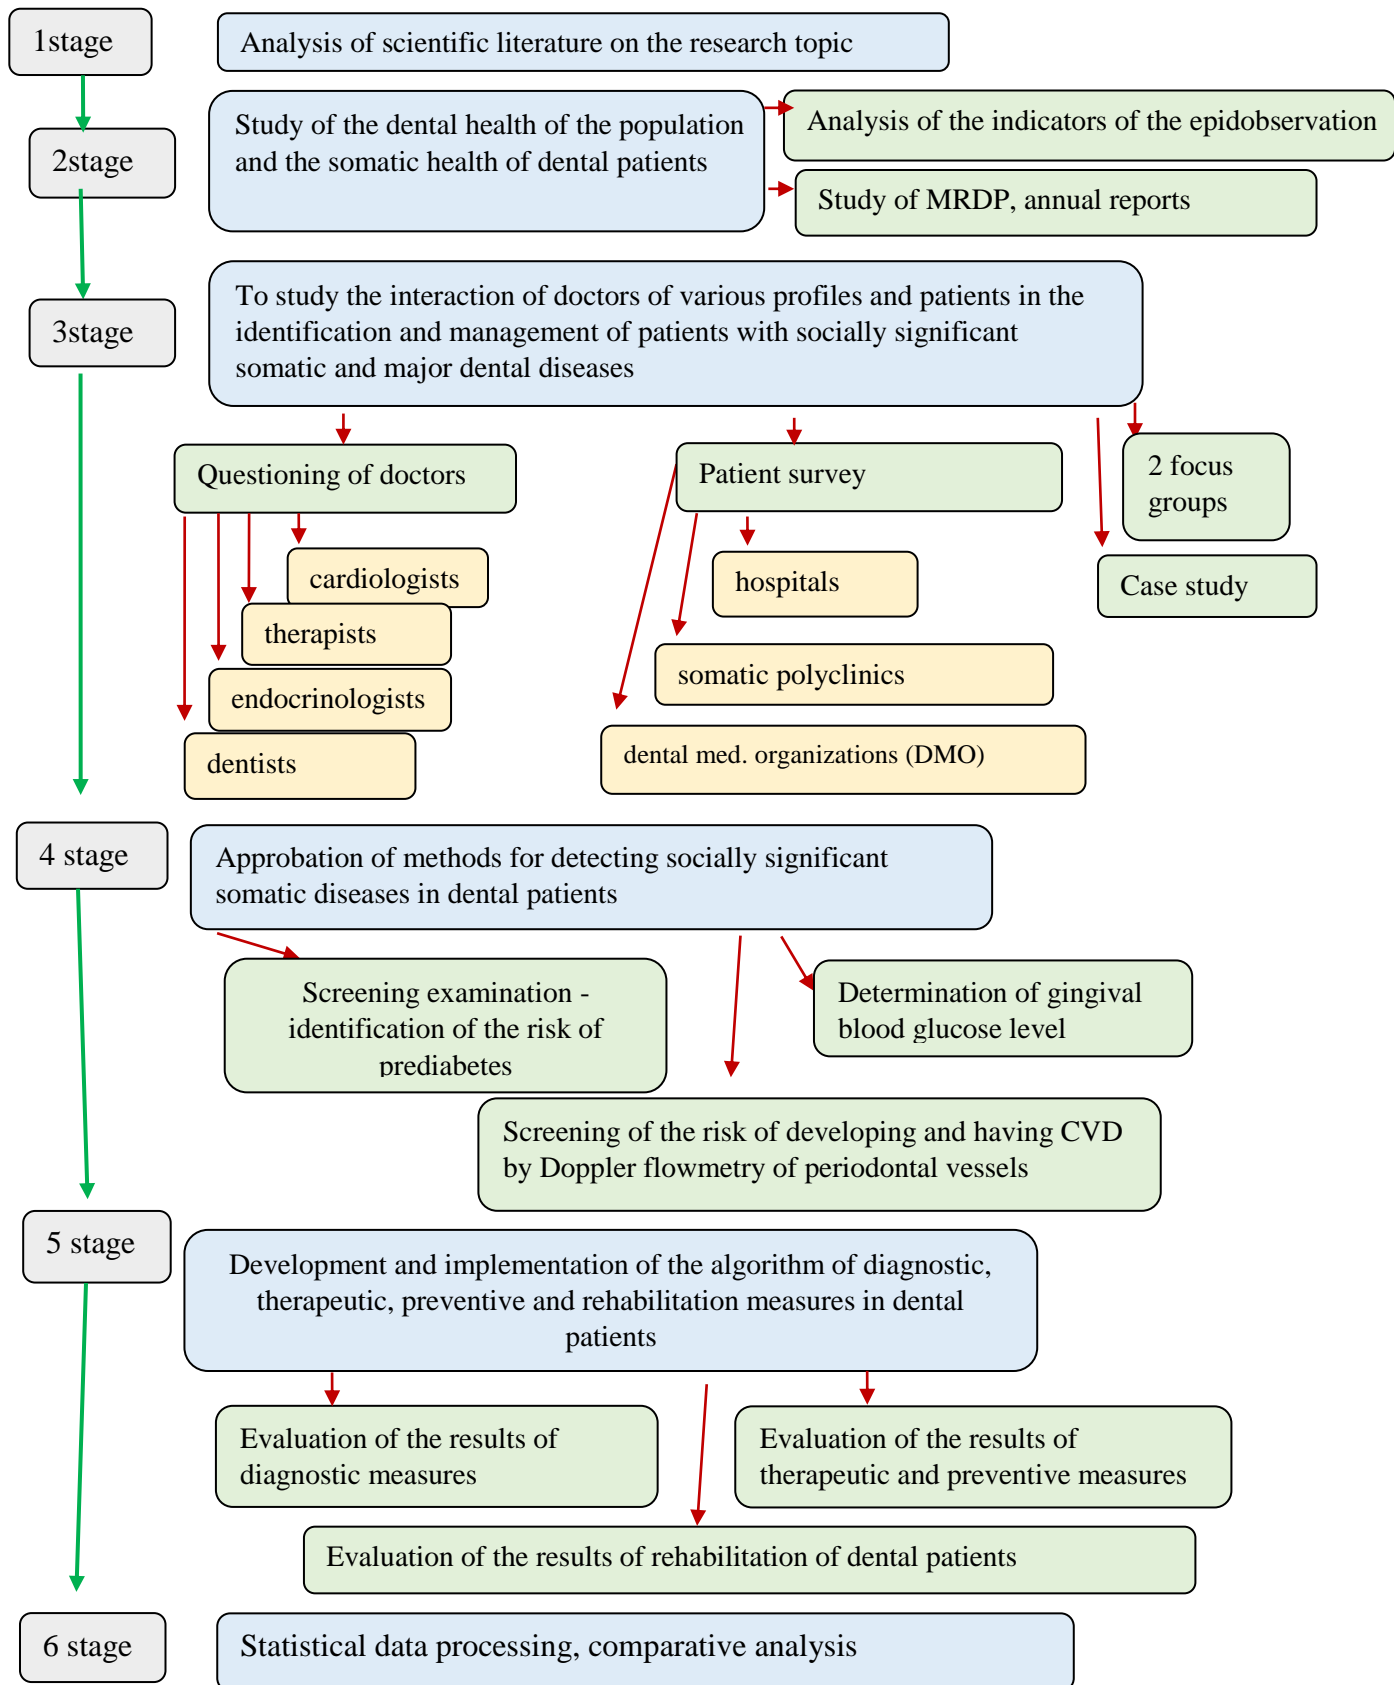 1stage
Analysis of scientific literature on the research topic
2stage
Study of the dental health of the population
and the somatic health of dental patients
Analysis of the indicators of the epidobservation
Study of MRDP, annual reports
3stage
To study the interaction of doctors of various profiles and patients in the
identification and management of patients with socially significant
somatic and major dental diseases
Questioning of doctors
cardiologists
therapists
endocrinologists
dentists
Patient survey
hospitals
somatic polyclinics
dental med. organizations (DMO)
2 focus
groups
Case study
4 stage
Approbation of methods for detecting socially significant
somatic diseases in dental patients
Screening examination -
identification of the risk of
prediabetes
Determination of gingival
blood glucose level
Screening of the risk of developing and having CVD
by Doppler flowmetry of periodontal vessels
5 stage
Development and implementation of the algorithm of diagnostic,
therapeutic, preventive and rehabilitation measures in dental
patients
Evaluation of the results of
diagnostic measures
Evaluation of the results of
therapeutic and preventive measures
Evaluation of the results of rehabilitation of dental patients
6 stage
Statistical data processing, comparative analysis